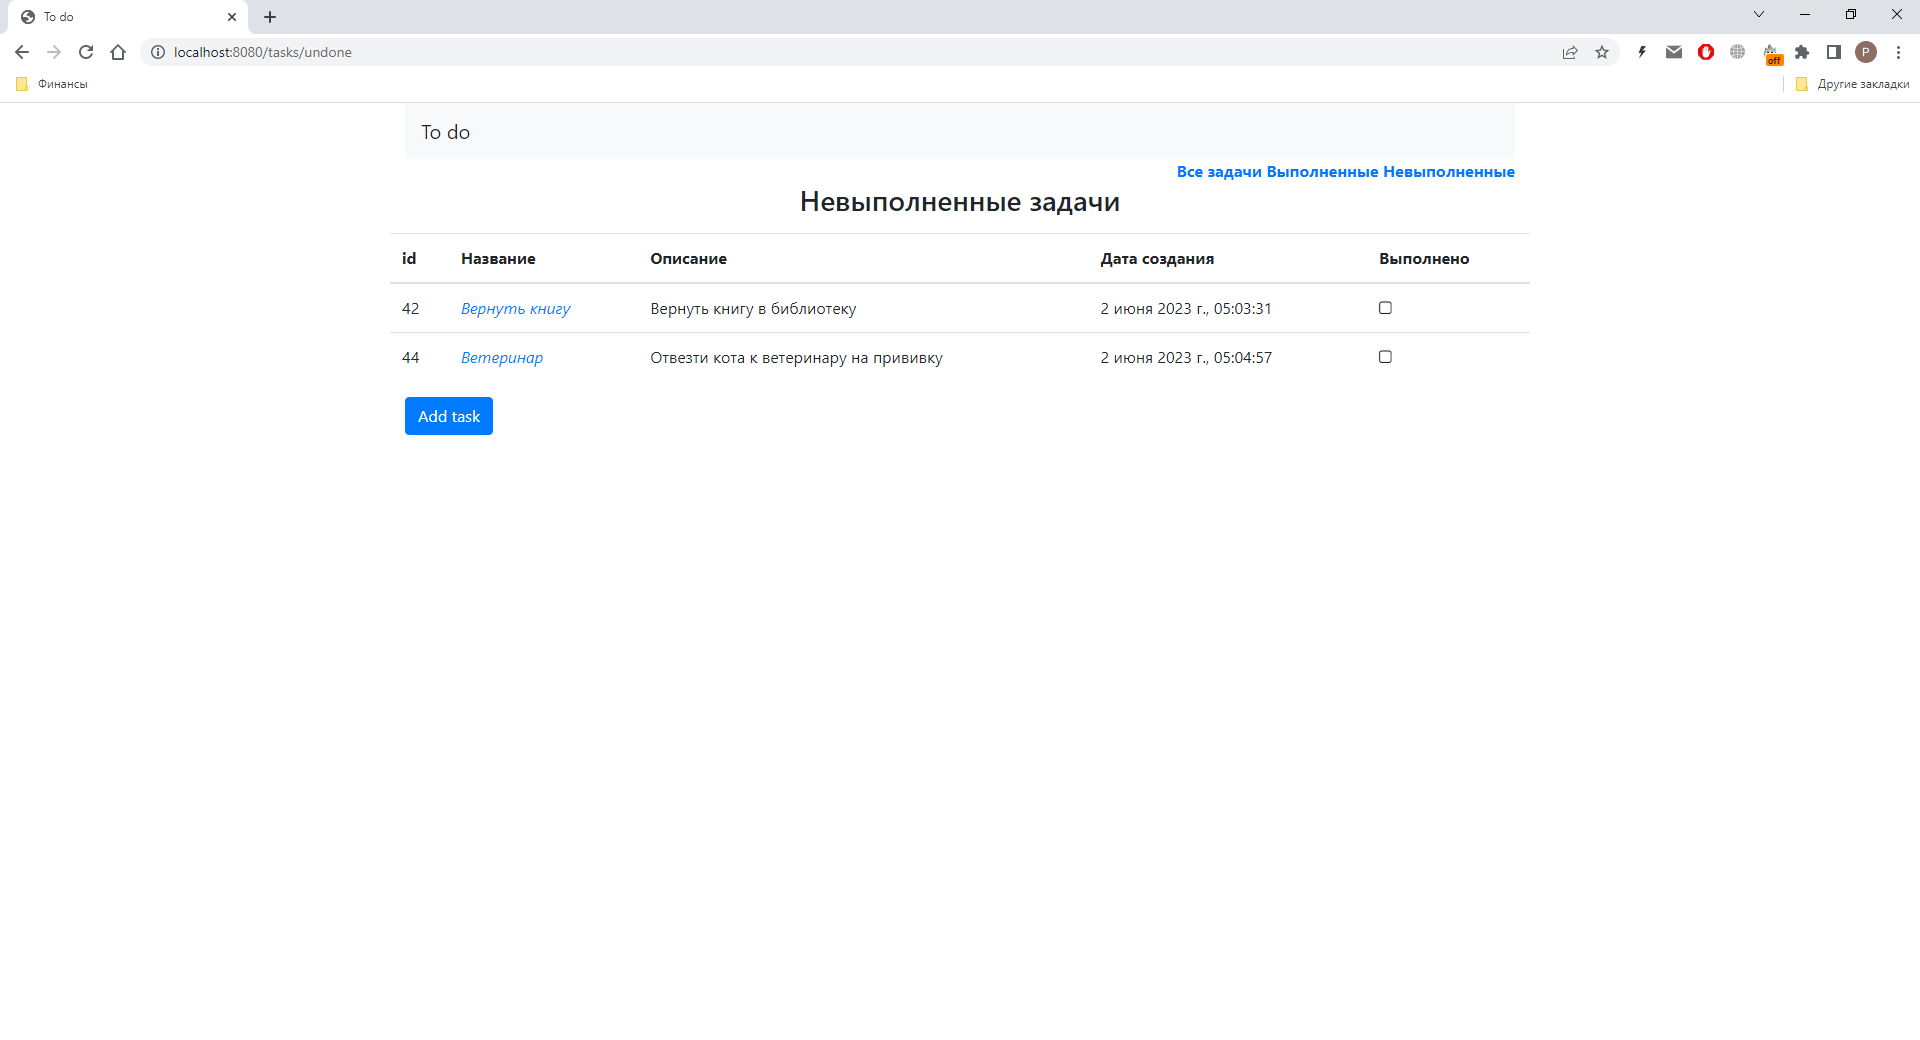 To do
localhost:8080/tasks/undone
off
P
Финансы
Другие закладки
To do
Все задачи Выполненные Невыполненные
Невыполненные задачи
id Название Описание Дата создания Выполнено
42 Вернуть книгу Вернуть книгу в библиотеку 2 июня 2023 г., 05:03:31
44 Ветеринар Отвезти кота к ветеринару на прививку 2 июня 2023 г., 05:04:57
Add task